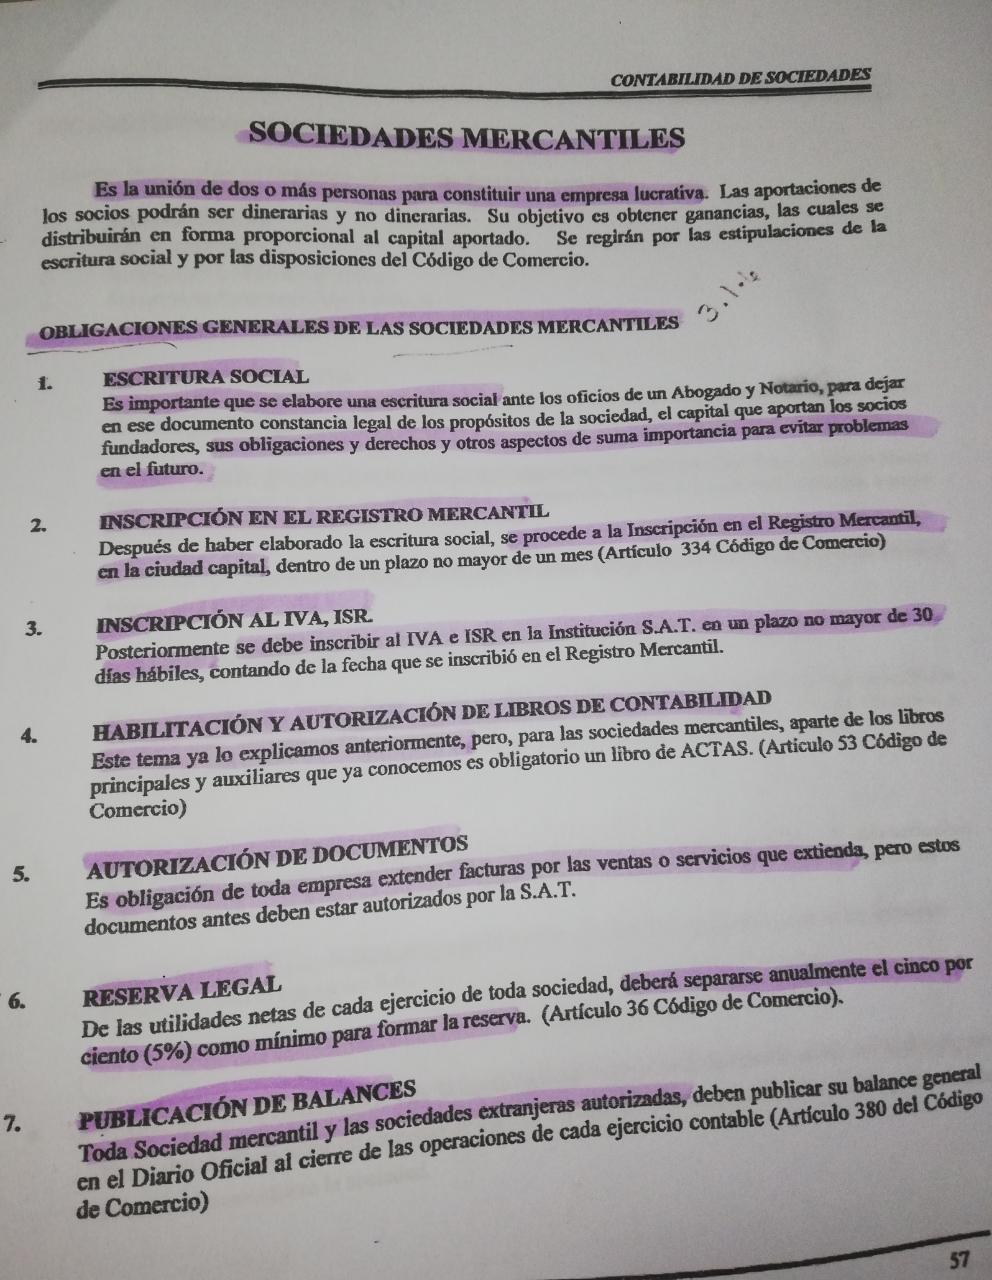 CONTABILIDAD DE SOCIEDADES
SOCIEDADES MERCANTILES
Es la unión de dos o más personas para constituir una empresa lucrativa. Las aportaciones de
los socios podrán ser dinerarias y no dinerarias. Su objetivo es obtener ganancias, las cuales se
distribuirán en forma proporcional al capital aportado. Se regirán por las estipulaciones de la
escritura social y por las disposiciones del Código de Comercio.
OBLIGACIONES GENERALES DE LAS SOCIEDADES MERCANTILES
1. ESCRITURA SOCIAL
Es importante que se elabore una escritura social ante los oficios de un Abogado y Notario, para dejar
en ese documento constancia legal de los propósitos de la sociedad, el capital que aportan los socios
fundadores, sus obligaciones y derechos y otros aspectos de suma importancia para evitar problemas
en el futuro.
2. INSCRIPCIÓN EN EL REGISTRO MERCANTIL
Después de haber elaborado la escritura social, se procede a la Inscripción en el Registro Mercantil,
en la ciudad capital, dentro de un plazo no mayor de un mes (Artículo 334 Código de Comercio)
3. INSCRIPCIÓN AL IVA, ISR.
Posteriormente se debe inscribir al IVA e ISR en la Institución S.A.T. en un plazo no mayor de 30
días hábiles, contando de la fecha que se inscribió en el Registro Mercantil.
4. HABILITACIÓN Y AUTORIZACIÓN DE LIBROS DE CONTABILIDAD
Este tema ya lo explicamos anteriormente, pero, para las sociedades mercantiles, aparte de los libros
principales y auxiliares que ya conocemos es obligatorio un libro de ACTAS. (Articulo 53 Código de
Comercio)
5. AUTORIZACIÓN DE DOCUMENTOS
Es obligación de toda empresa extender facturas por las ventas o servicios que extienda, pero estos
documentos antes deben estar autorizados por la S.A.T.
6. RESERVA LEGAL
De las utilidades netas de cada ejercicio de toda sociedad, deberá separarse anualmente el cinco por
ciento (5%) como mínimo para formar la reserva. (Artículo 36 Código de Comercio).
7. PUBLICACIÓN DE BALANCES
Toda Sociedad mercantil y las sociedades extranjeras autorizadas, deben publicar su balance general
en el Diario Oficial al cierre de las operaciones de cada ejercicio contable (Artículo 380 del Código
de Comercio)
57